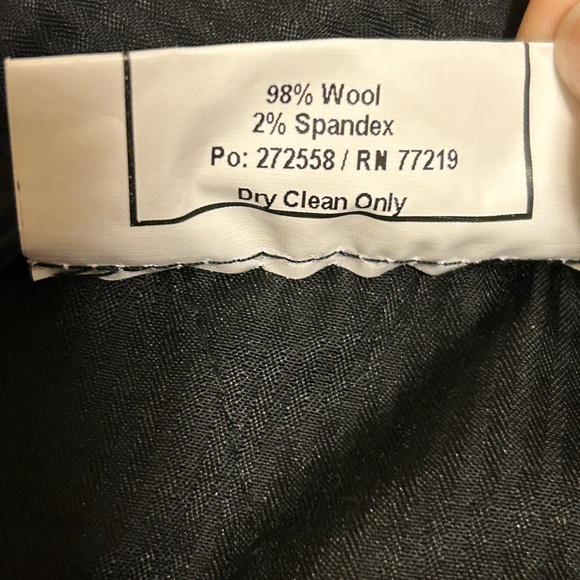 98% Wool
2% Spandex
Po: 272558 / RN 77219
Dry Clean Only